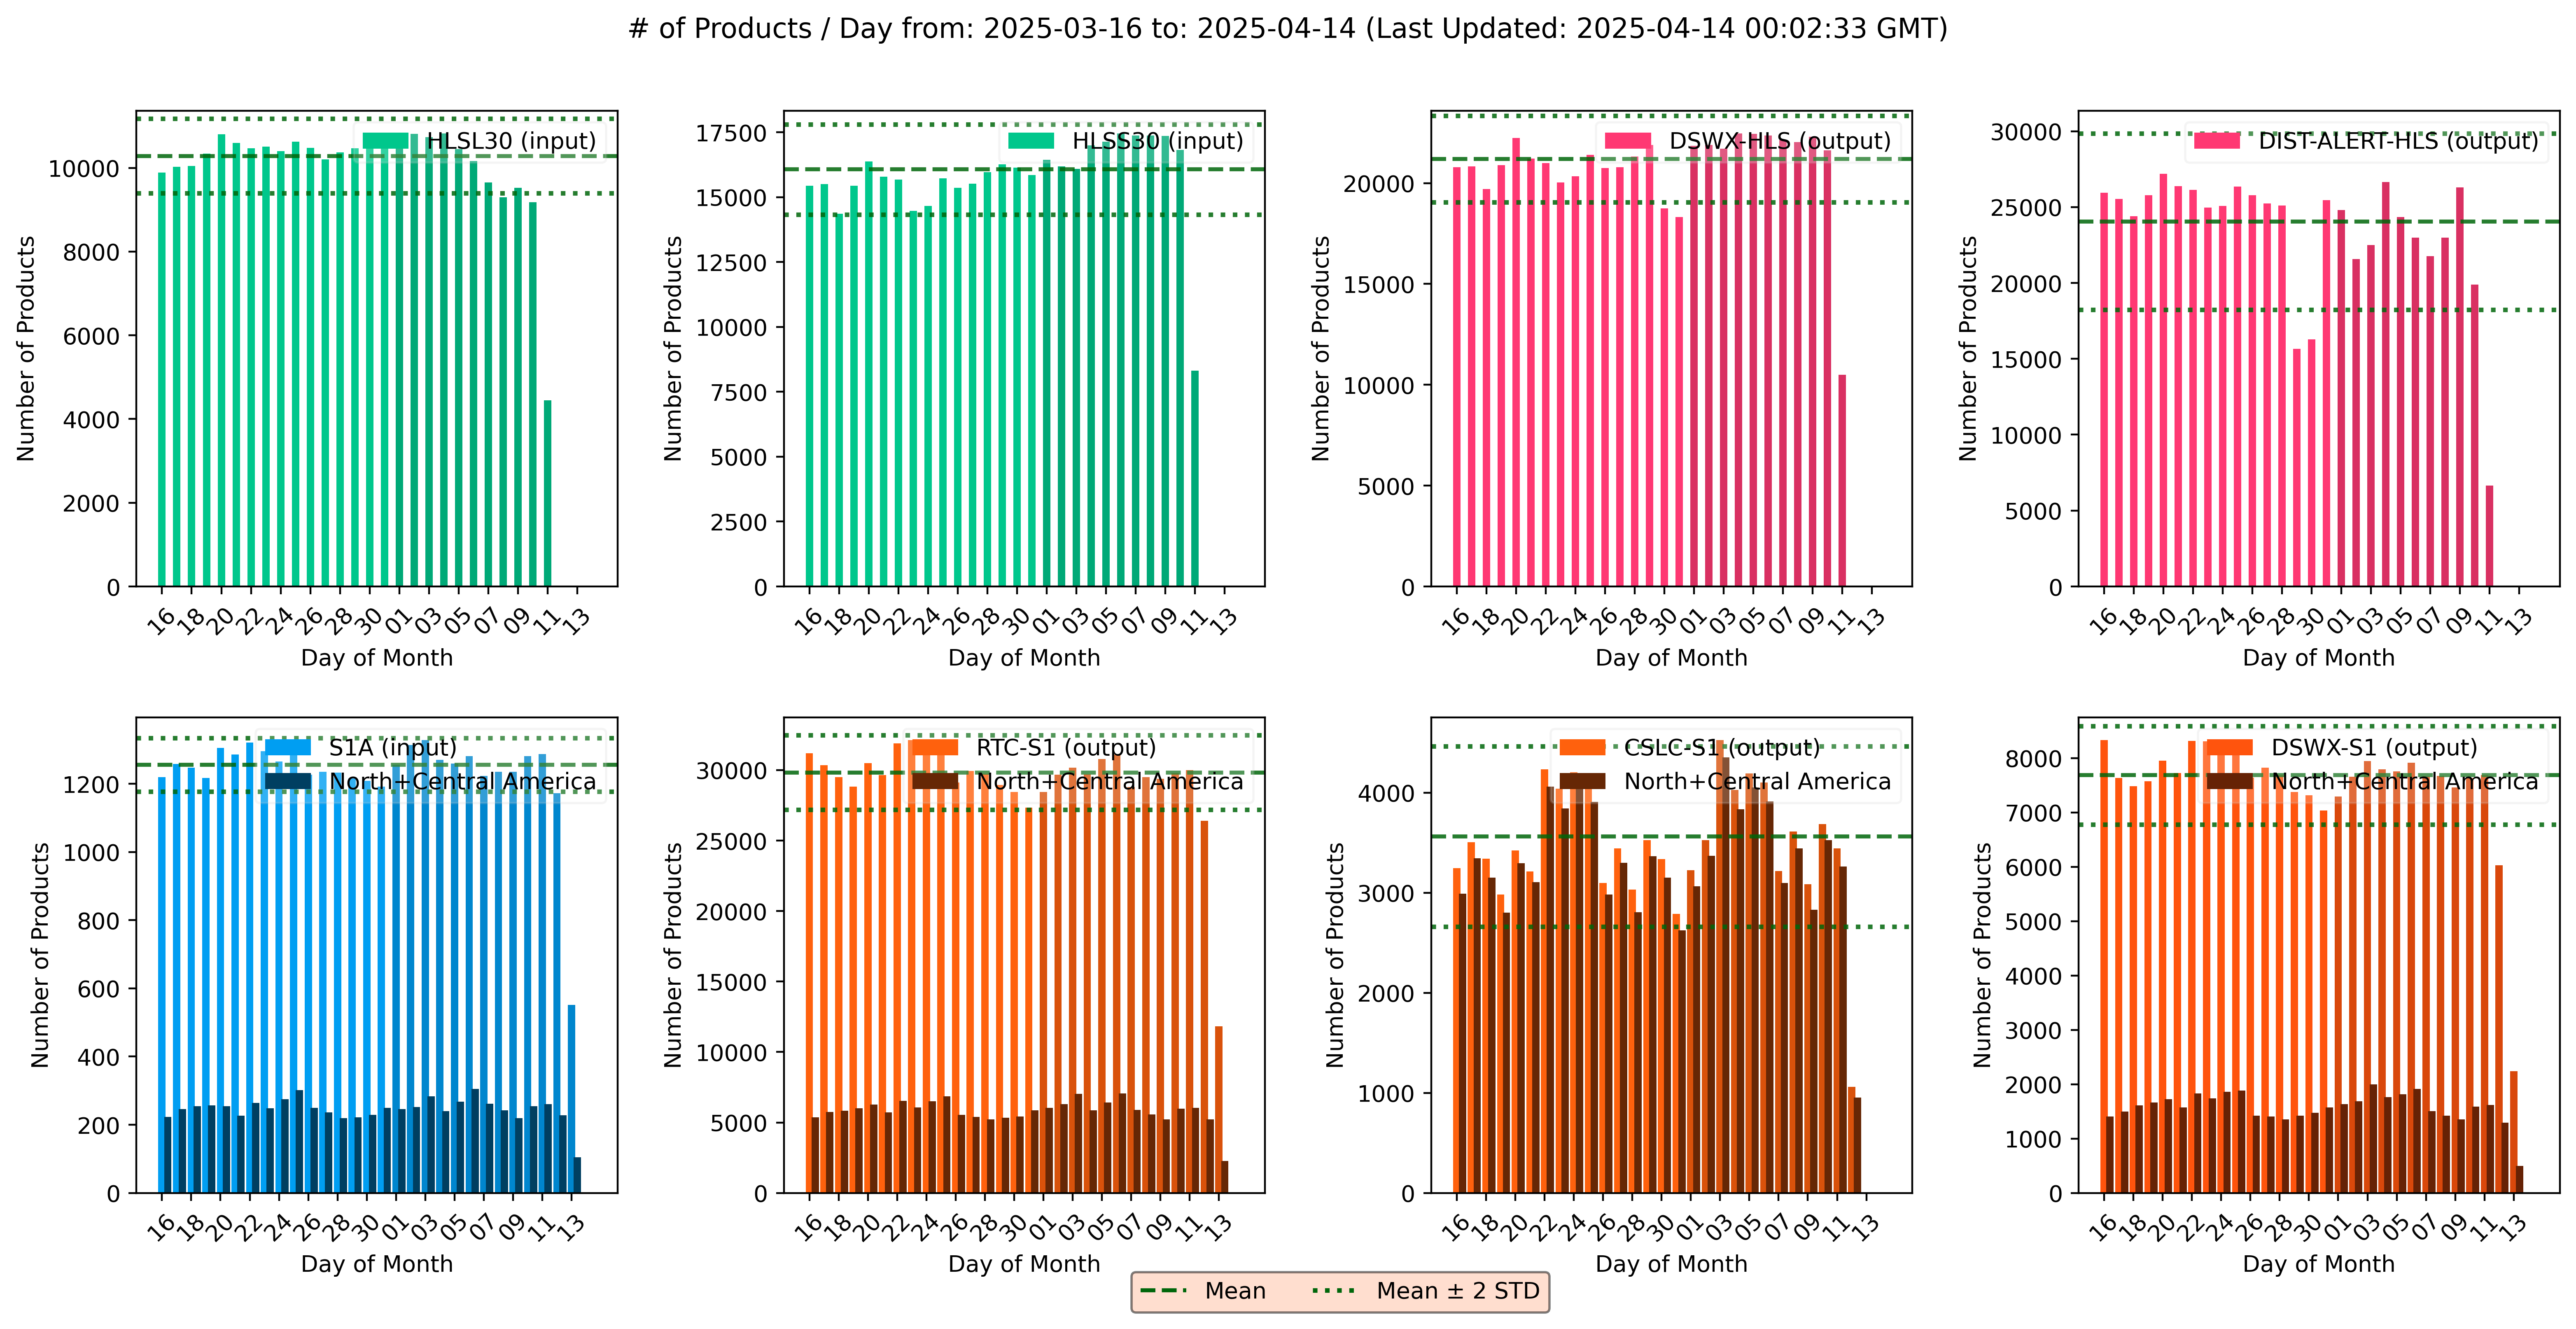 # of Products / Day from: 2025-03-16 to: 2025-04-14 (Last Updated: 2025-04-14 00:02:33 GMT)
HLSL30 (input)
Number of Products
10000
8000
6000
4000
2000
0
16 18 20 22 24 26 28 30 01 03 05 07 09 11 13
Day of Month
HLSS30 (input)
Number of Products
17500
15000
12500
10000
7500
5000
2500
0
16 18 20 22 24 26 28 30 01 03 05 07 09 11 13
Day of Month
DSWX-HLS (output)
Number of Products
20000
15000
10000
5000
0
16 18 20 22 24 26 28 30 01 03 05 07 09 11 13
Day of Month
DIST-ALERT-HLS (output)
Number of Products
30000
25000
20000
15000
10000
5000
0
16 18 20 22 24 26 28 30 01 03 05 07 09 11 13
Day of Month
S1A (input)
North+Central America
Number of Products
1200
1000
800
600
400
200
0
16 18 20 22 24 26 28 30 01 03 05 07 09 11 13
Day of Month
RTC-S1 (output)
North+Central America
Number of Products
30000
25000
20000
15000
10000
5000
0
16 18 20 22 24 26 28 30 01 03 05 07 09 11 13
Day of Month
CSLC-S1 (output)
North+Central America
Number of Products
4000
3000
2000
1000
0
16 18 20 22 24 26 28 30 01 03 05 07 09 11 13
Day of Month
DSWX-S1 (output)
North+Central America
Number of Products
8000
7000
6000
5000
4000
3000
2000
1000
0
16 18 20 22 24 26 28 30 01 03 05 07 09 11 13
Day of Month
Mean
Mean ± 2 STD